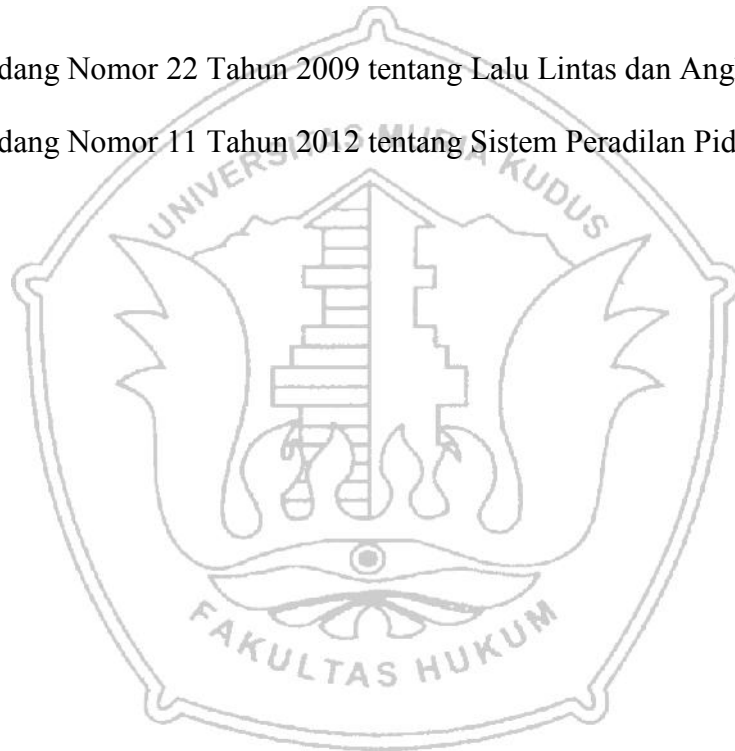 dang Nomor 22 Tahun 2009 tentang Lalu Lintas dan Ang
dang Nomor 11 Tahun 2012 tentang Sistem Peradilan Pid
UNIVERSITAS MURIA KUDUS
FAKULTAS HUKUM